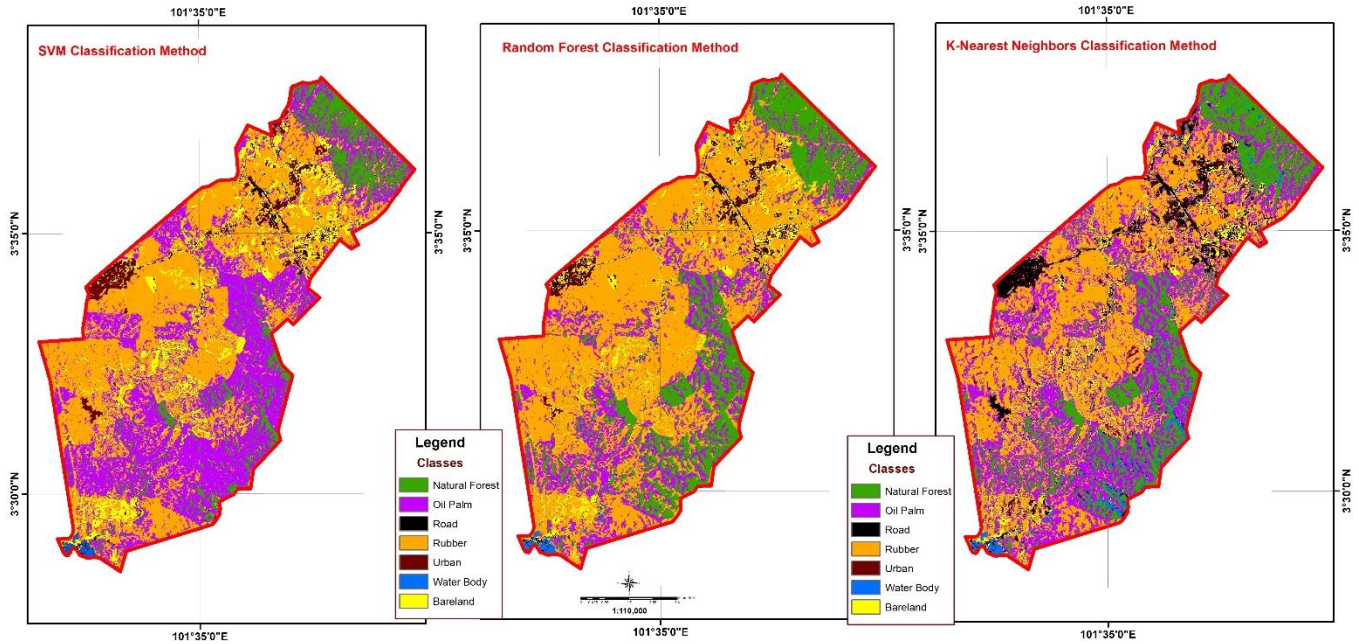 101°35'0"E
101°35'0"E
101°35'0"E
SVM Classification Method
Random Forest Classification Method
K-Nearest Neighbors Classification Method
3°35'0"N
3°35'0"N
3°35'0"N
3°35'0"N
3°30'0"N
3°30'0"N
Legend
Classes
Natural Forest
Oil Palm
Road
Rubber
Urban
Water Body
Bareland
Legend
Classes
Natural Forest
Oil Palm
Road
Rubber
Urban
Water Body
Bareland
1:110,000
101°35'0"E
101°35'0"E
101°35'0"E